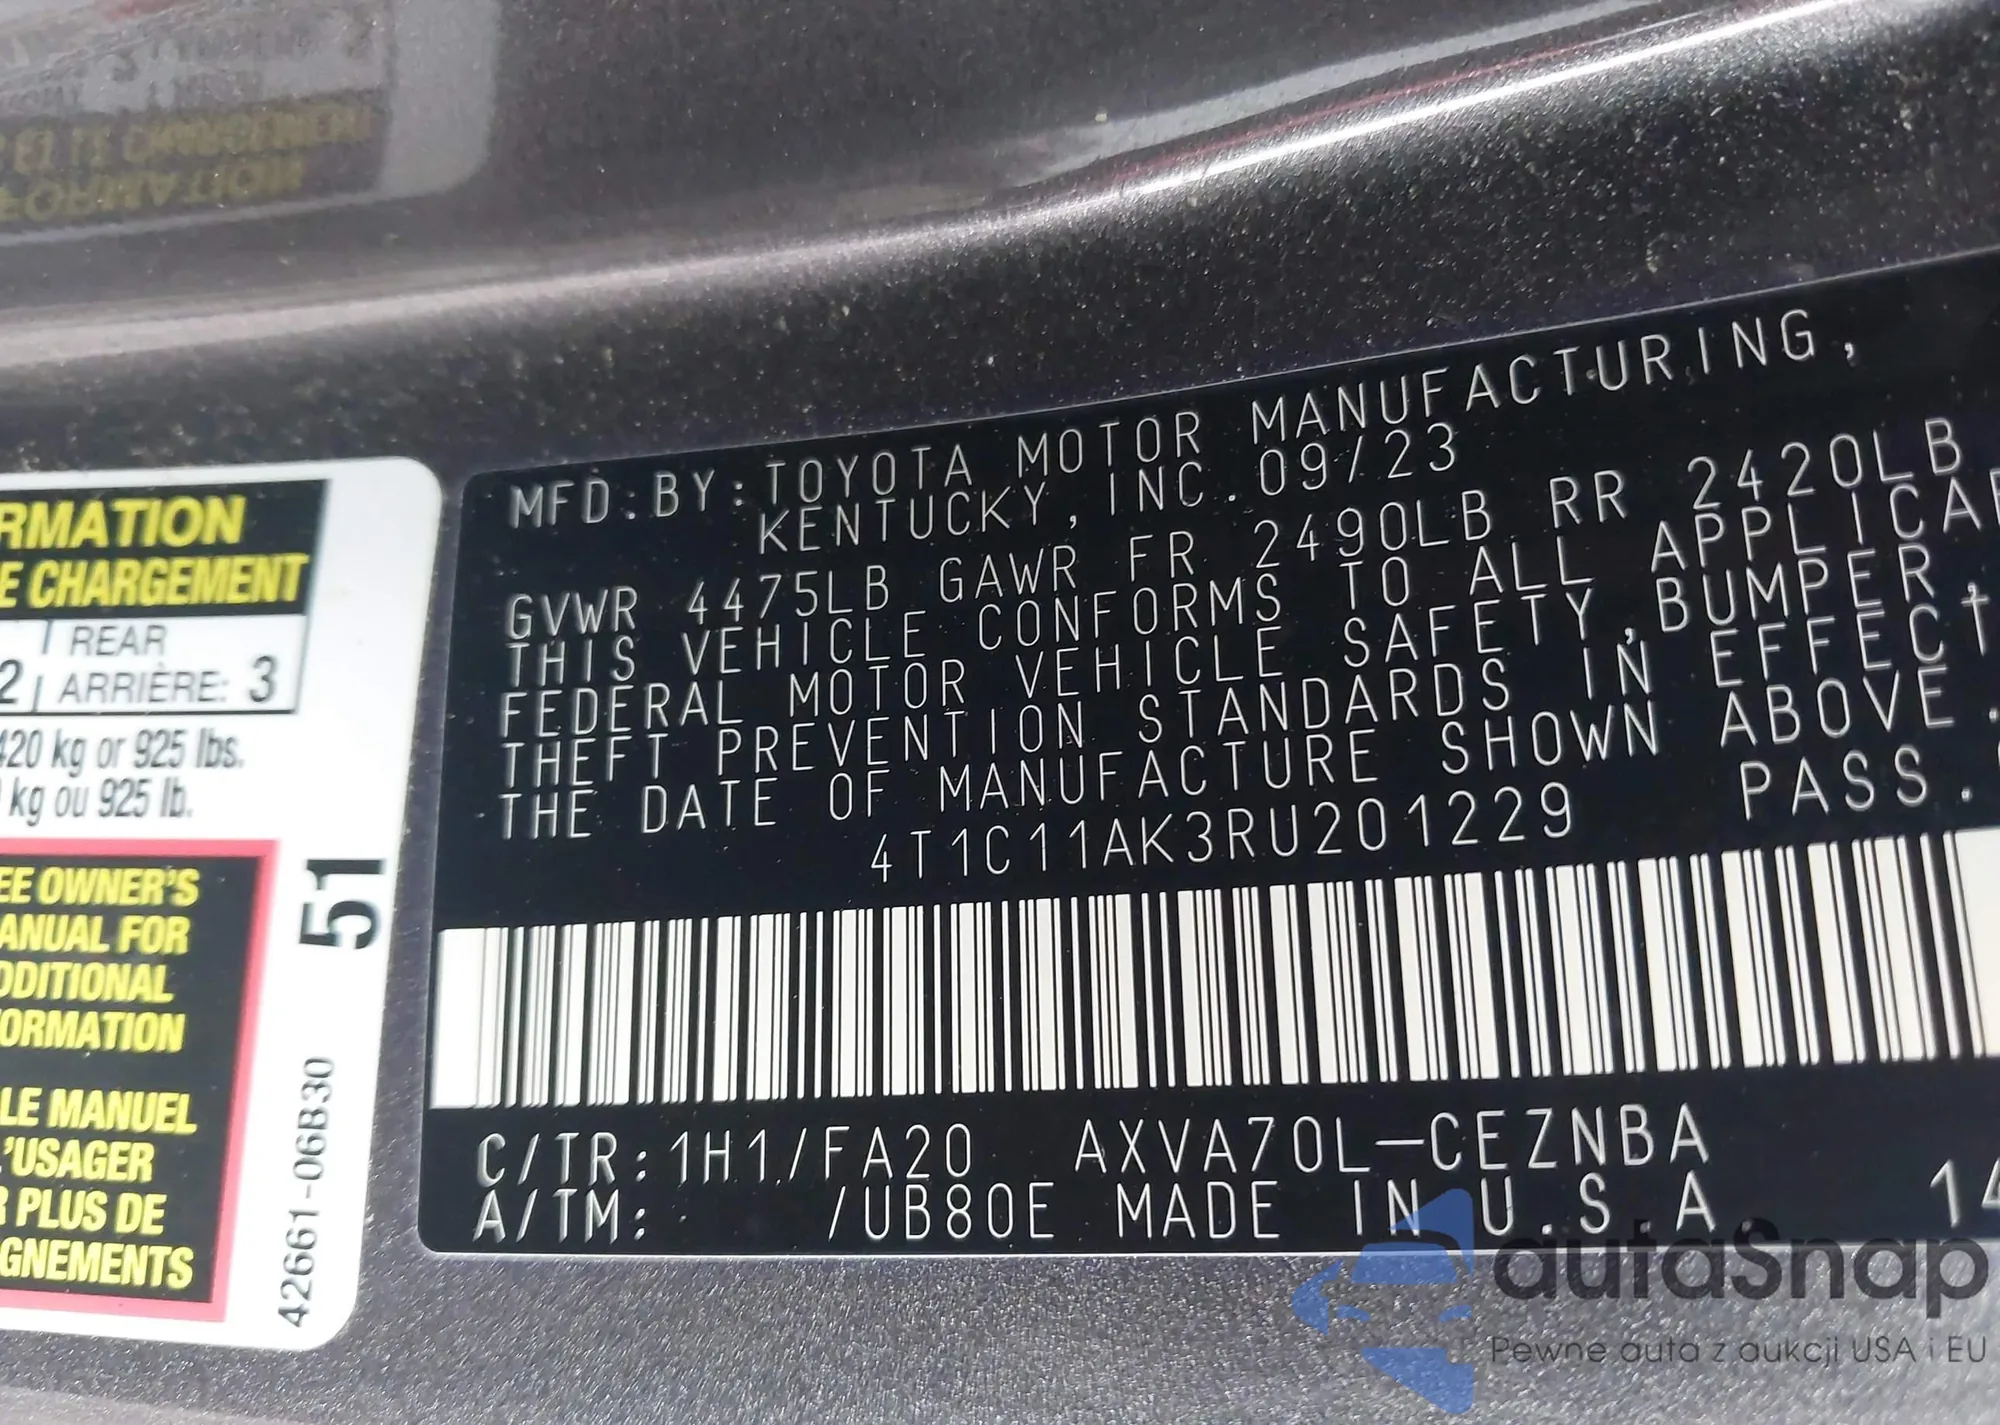 RMATION
E CHARGEMENT
REAR
2 ARRIÈRE: 3
420 kg or 925 lbs.
kg ou 925 lb.
EE OWNER'S
ANUAL FOR
DDITIONAL
FORMATION
LE MANUEL
L'USAGER
R PLUS DE
GNEMENTS
51
42661-06B30
MFD.BY:TOYOTA MOTOR MANUFACTURING,
KENTUCKY, INC. 09/23
GVWR 4475LB GAWR FR 2490LB RR 2420LB
THIS VEHICLE CONFORMS TO ALL APPLICAB
FEDERAL MOTOR VEHICLE SAFETY,BUMPER,
THEFT PREVENTION STANDARDS IN EFFECT
THE DATE OF MANUFACTURE SHOWN ABOVE.
4T1C11AK3RU201229 PASS.
C/TR:1H1/FA20 AXVA70L-CEZNBA
A/TM: /UB80E MADE IN U.S.A. 14
autaSnap
Pewne auta z aukcji USA i EU